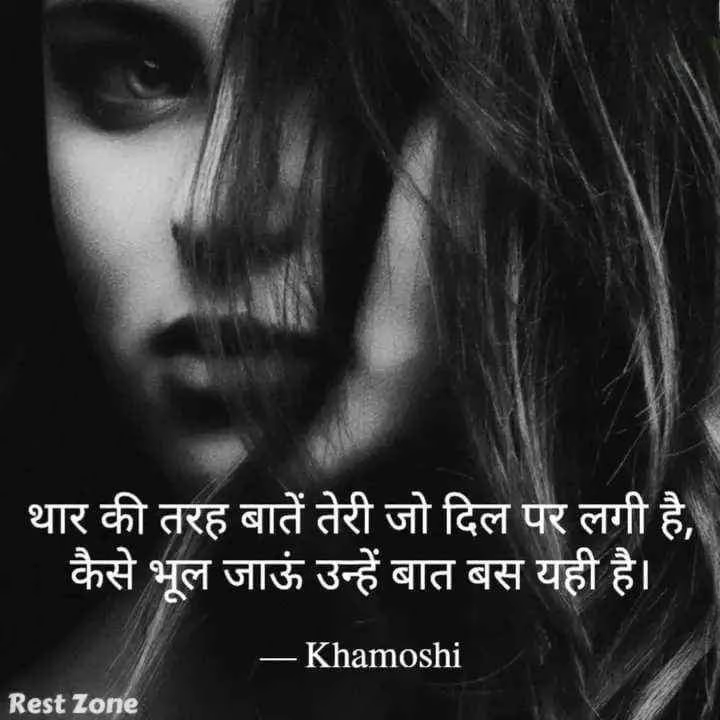 थार की तरह बातें तेरी जो दिल पर लगी है,
कैसे भूल जाऊं उन्हें बात बस यही है।
— Khamoshi
Rest Zone